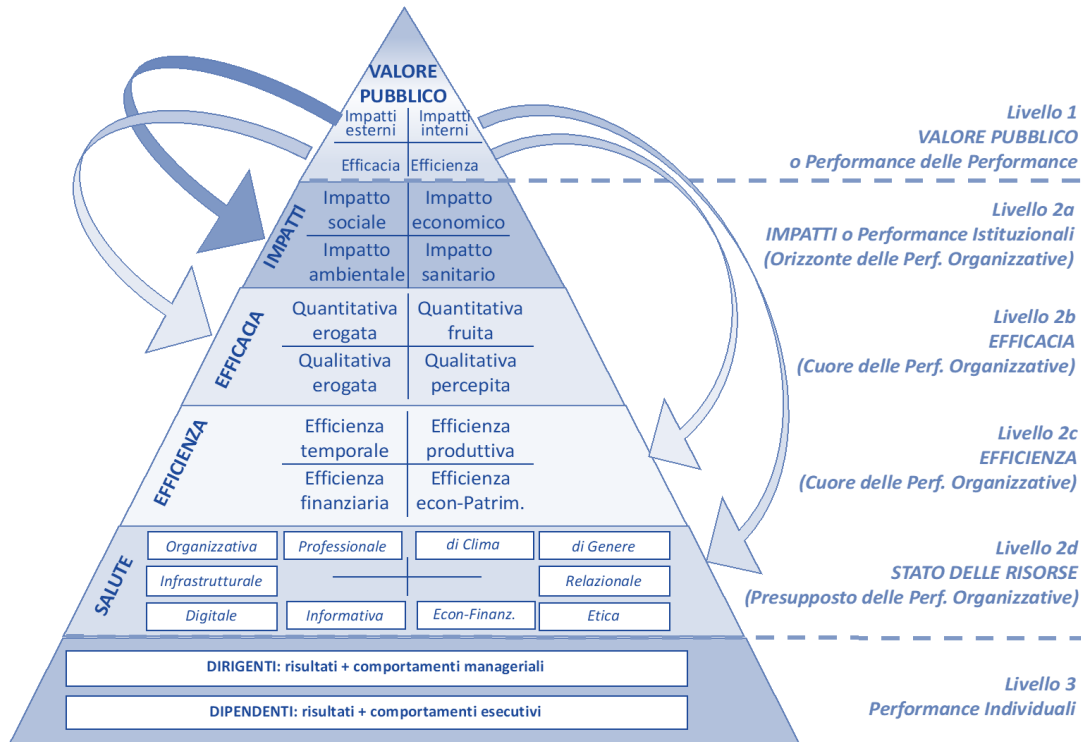 VALORE
PUBBLICO
Impatti
esterni
Impatti
interni
Efficacia
Efficienza
Livello 1
VALORE PUBBLICO
o Performance delle Performance
IMPATTI
Impatto
sociale
Impatto
economico
Impatto
ambientale
Impatto
sanitario
Livello 2a
IMPATTI o Performance Istituzionali
(Orizzonte delle Perf. Organizzative)
EFFICACIA
Quantitativa
erogata
Quantitativa
fruita
Qualitativa
erogata
Qualitativa
percepita
Livello 2b
EFFICACIA
(Cuore delle Perf. Organizzative)
EFFICIENZA
Efficienza
temporale
Efficienza
produttiva
Efficienza
finanziaria
Efficienza
econ-Patrim.
Livello 2c
EFFICIENZA
(Cuore delle Perf. Organizzative)
SALUTE
Organizzativa
Professionale
di Clima
di Genere
Infrastrutturale
Relazionale
Digitale
Informativa
Econ-Finanz.
Etica
Livello 2d
STATO DELLE RISORSE
(Presupposto delle Perf. Organizzative)
DIRIGENTI: risultati + comportamenti manageriali
DIPENDENTI: risultati + comportamenti esecutivi
Livello 3
Performance Individuali